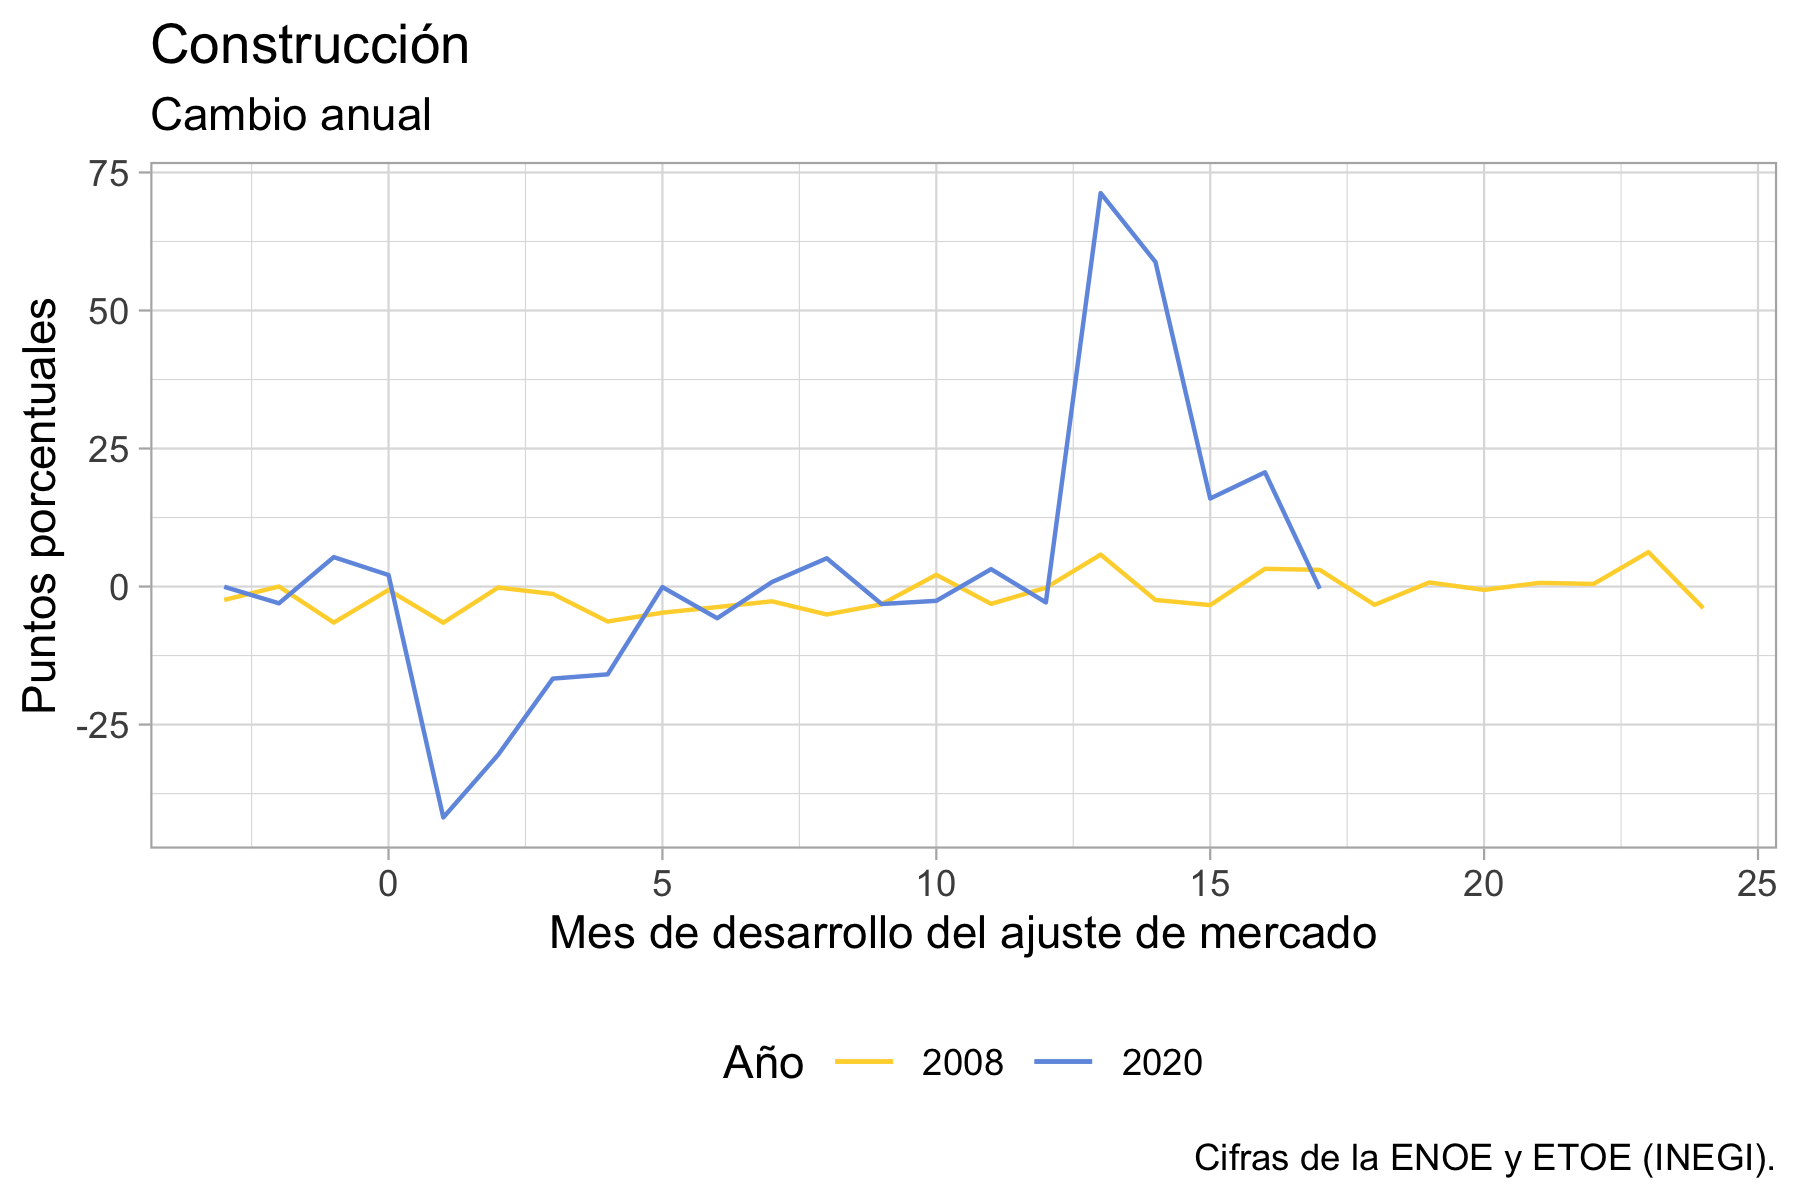 Construcción
Cambio anual
75
50
25
0
-25
Puntos porcentuales
0 5 10 15 20 25
Mes de desarrollo del ajuste de mercado
Año 2008 2020
Cifras de la ENOE y ETOE (INEGI).